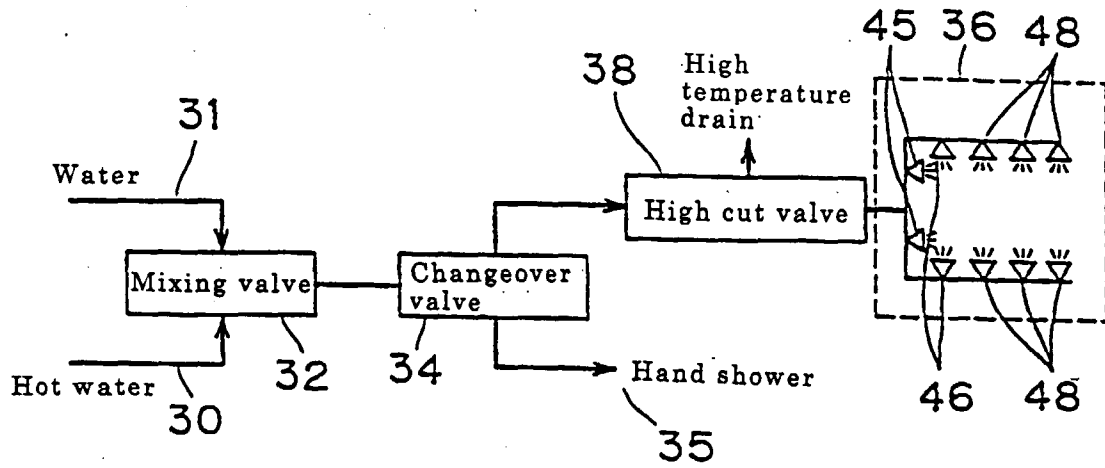 45 36 48
38
High
temperature
drain
31
Water
High cut valve
Mixing valve
Changeover
valve
Hot water
30
32
34
Hand shower
35
46 48